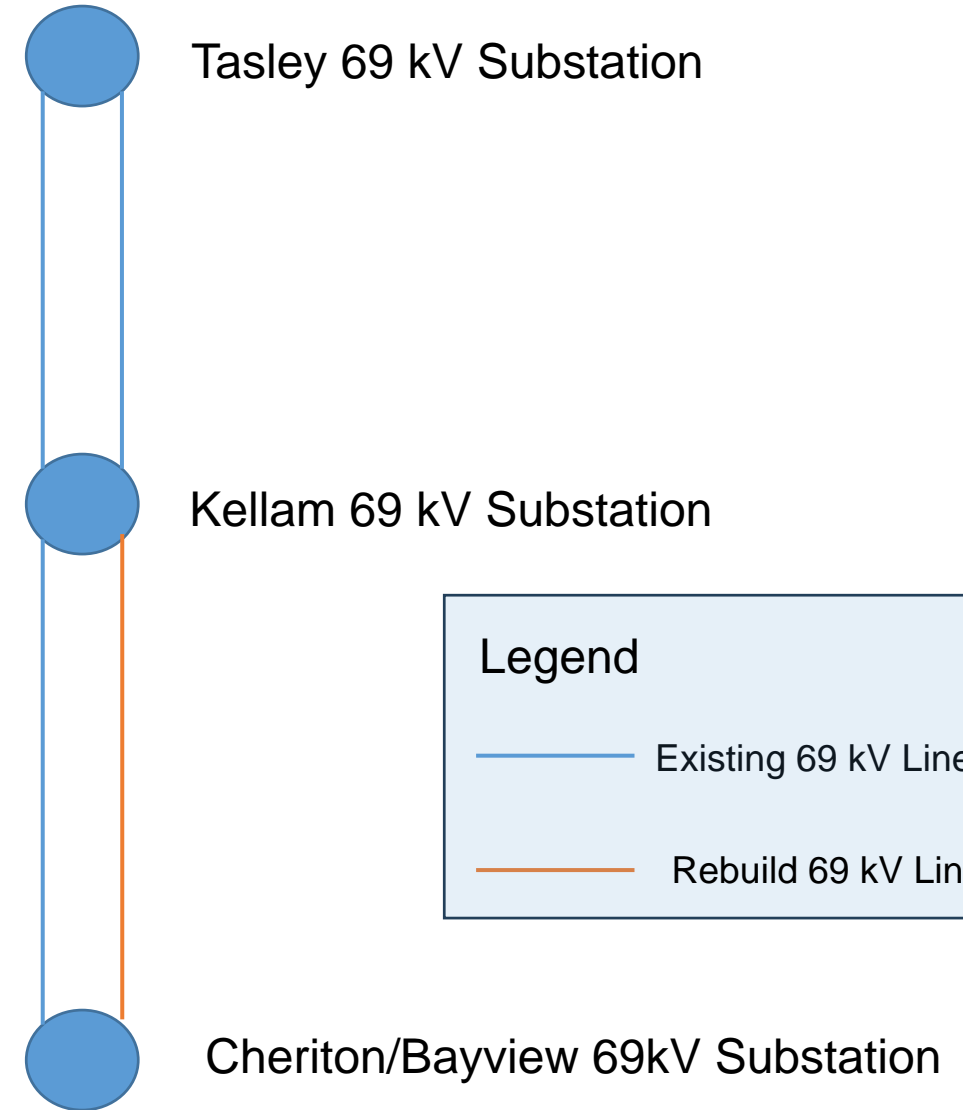 Tasley 69 kV Substation
Kellam 69 kV Substation
Legend
Existing 69 kV Line
Rebuild 69 kV Lin
Cheriton/Bayview 69kV Substation